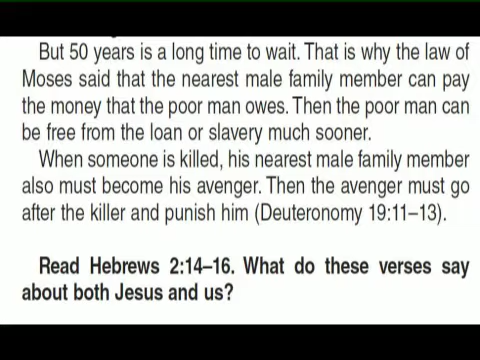 But 50 years is a long time to wait. That is why the law of
Moses said that the nearest male family member can pay
the money that the poor man owes. Then the poor man can
be free from the loan or slavery much sooner.
When someone is killed, his nearest male family member
also must become his avenger. Then the avenger must go
after the killer and punish him (Deuteronomy 19:11–13).
Read Hebrews 2:14–16. What do these verses say
about both Jesus and us?